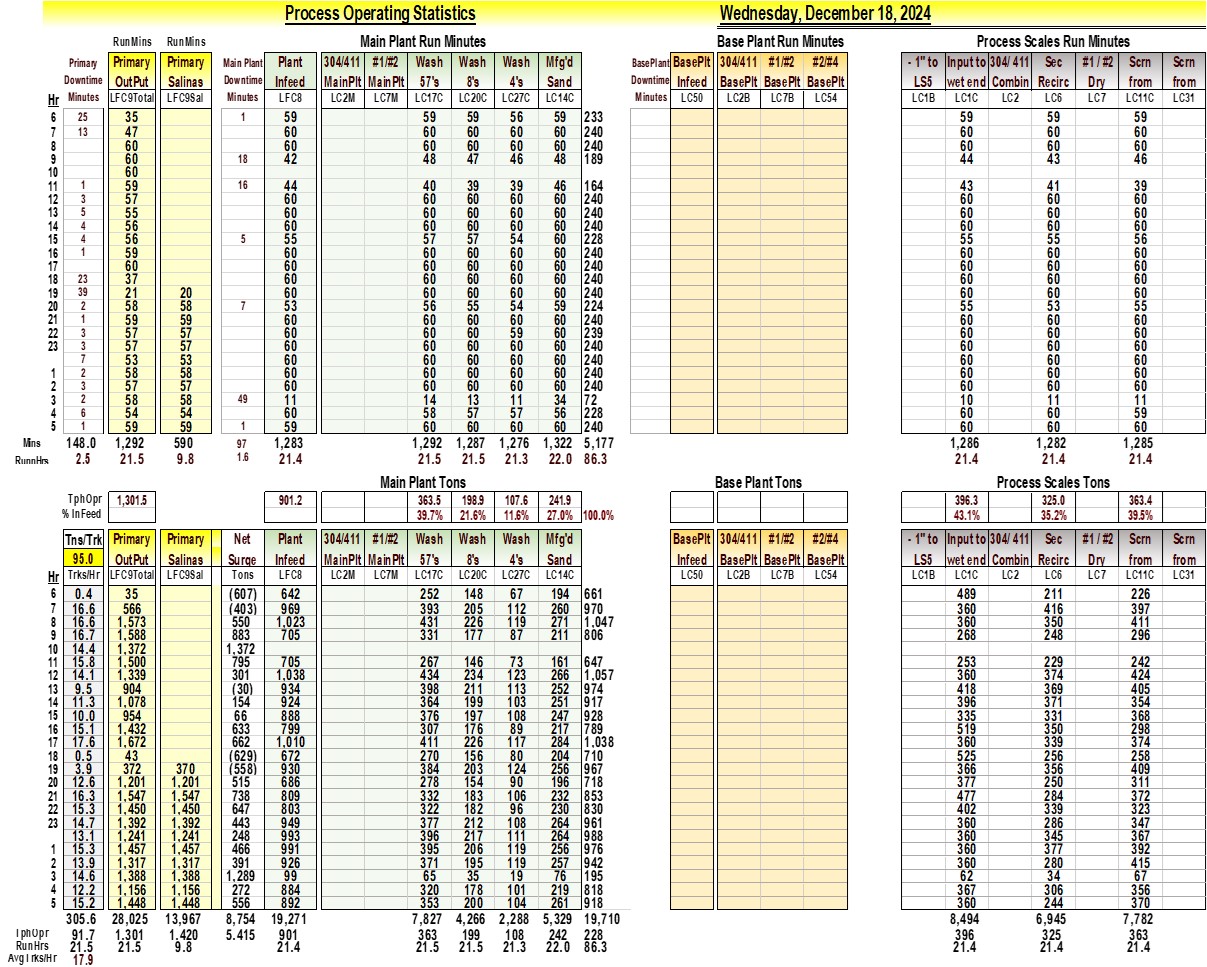 Process Operating Statistics Wednesday, December 18, 2024
RunMins RunMins Main Plant Run Minutes Base Plant Run Minutes Process Scales Run Minutes
Primary Primary Primary Main Plant Plant 304/411 #1/#2 Wash Wash Wash Mfg'd BasePlant BasePlt 304/411 #1/#2 #2/#4 - 1" to Input to 304/ 411 Sec #1 / #2 Scrn Scrn
Downtime OutPut Salinas Downtime Infeed MainPlt MainPlt 57's 8's 4's Sand Downtime Infeed BasePlt BasePlt BasePlt LS5 wet end Combin Recirc Dry from from
Hr Minutes LFC9Total LFC9Sal Minutes LFC8 LC2M LC7M LC17C LC20C LC27C LC14C Minutes LC50 LC2B LC7B LC54 LC1B LC1C LC2 LC6 LC7 LC11C LC31
6 25 35 1 59 59 59 56 59 233 59 59 59
7 13 47 60 60 60 60 60 240 60 60 60
8 60 60 60 60 60 60 240 60 60 60
9 60 18 42 48 47 46 48 189 44 43 46
10 60
11 1 59 16 44 40 39 39 46 164 43 41 39
12 3 57 60 60 60 60 60 240 60 60 60
13 5 55 60 60 60 60 60 240 60 60 60
14 4 56 60 60 60 60 60 240 60 60 60
15 4 56 5 55 57 57 54 60 228 55 55 56
16 1 59 60 60 60 60 60 240 60 60 60
17 60 60 60 60 60 60 240 60 60 60
18 23 37 60 60 60 60 60 240 60 60 60
19 39 21 20 60 60 60 60 60 240 60 60 60
20 2 58 58 7 53 56 55 54 59 224 55 53 55
21 1 59 59 60 60 60 60 60 240 60 60 60
22 3 57 57 60 60 60 59 60 239 60 60 60
23 3 57 57 60 60 60 60 60 240 60 60 60
7 53 53 60 60 60 60 60 240 60 60 60
1 2 58 58 60 60 60 60 60 240 60 60 60
2 3 57 57 60 60 60 60 60 240 60 60 60
3 2 58 58 49 11 14 13 11 34 72 10 11 11
4 6 54 54 60 58 57 57 56 228 60 60 60
5 1 59 59 1 59 60 60 60 60 240 60 60 59
Mins 148.0 1,292 590 97 1,283 1,292 1,287 1,276 1,322 5,177 1,286 1,282 1,285
RunnHrs 2.5 21.5 9.8 1.6 21.4 21.5 21.5 21.3 22.0 86.3 21.4 21.4 21.4
Main Plant Tons Base Plant Tons Process Scales Tons
TphOpr 1,301.5 901.2 363.5 198.9 107.6 241.9 396.3 325.0 363.4
% InFeed 39.7% 21.6% 11.6% 27.0% 100.0% 43.1% 35.2% 39.5%
Tns/Trk Primary Primary Net Plant 304/411 #1/#2 Wash Wash Wash Mfg'd BasePlt 304/411 #1/#2 #2/#4 - 1" to Input to 304/ 411 Sec #1 / #2 Scrn Scrn
95.0 OutPut Salinas Surge Infeed MainPlt MainPlt 57's 8's 4's Sand Infeed BasePlt BasePlt BasePlt LS5 wet end Combin Recirc Dry from from
Hr Trks/Hr LFC9Total LFC9Sal Tons LFC8 LC2M LC7M LC17C LC20C LC27C LC14C LC50 LC2B LC7B LC54 LC1B LC1C LC2 LC6 LC7 LC11C LC31
6 0.4 35 (607) 642 252 148 67 194 661 489 211 226
7 16.6 566 (403) 969 393 205 112 260 970 360 416 397
8 16.6 1,573 550 1,023 431 226 119 271 1,047 360 350 411
9 16.7 1,588 883 705 331 177 87 211 806 268 248 296
10 14.4 1,372 1,372
11 15.8 1,500 795 705 267 146 73 161 647 253 229 242
12 14.1 1,339 301 1,038 434 234 123 266 1,057 360 374 424
13 9.5 904 (30) 934 398 211 113 252 974 418 369 405
14 11.3 1,078 154 924 364 199 103 251 917 396 371 354
15 10.0 954 66 888 376 197 108 247 928 335 331 368
16 15.1 1,432 633 799 307 176 89 217 789 519 350 298
17 17.6 1,672 662 1,010 411 226 117 284 1,038 360 339 374
18 0.5 43 (629) 672 270 156 80 204 710 525 256 258
19 3.9 372 370 (558) 930 384 203 124 256 967 366 356 409
20 12.6 1,201 1,201 515 686 278 154 90 196 718 377 250 311
21 16.3 1,547 1,547 738 809 332 183 106 232 853 477 284 372
22 15.3 1,450 1,450 647 803 322 182 96 230 830 402 339 323
23 14.7 1,392 1,392 443 949 377 212 108 264 961 360 286 347
13.1 1,241 1,241 248 993 396 217 111 264 988 360 345 367
1 15.3 1,457 1,457 466 991 395 206 119 256 976 360 377 392
2 13.9 1,317 1,317 391 926 371 195 119 257 942 360 280 415
3 14.6 1,388 1,388 1,289 99 65 35 19 76 195 62 34 67
4 12.2 1,156 1,156 272 884 320 178 101 219 818 367 306 356
5 15.2 1,448 1,448 556 892 353 200 104 261 918 360 244 370
305.6 28,025 13,967 8,754 19,271 7,827 4,266 2,288 5,329 19,710 8,494 6,945 7,782
TphOpr 91.7 1,301 1,420 5.415 901 363 199 108 242 228 396 325 363
RunHrs 21.5 21.5 9.8 21.4 21.5 21.5 21.3 22.0 86.3 21.4 21.4 21.4
AvgTrks/Hr 17.9